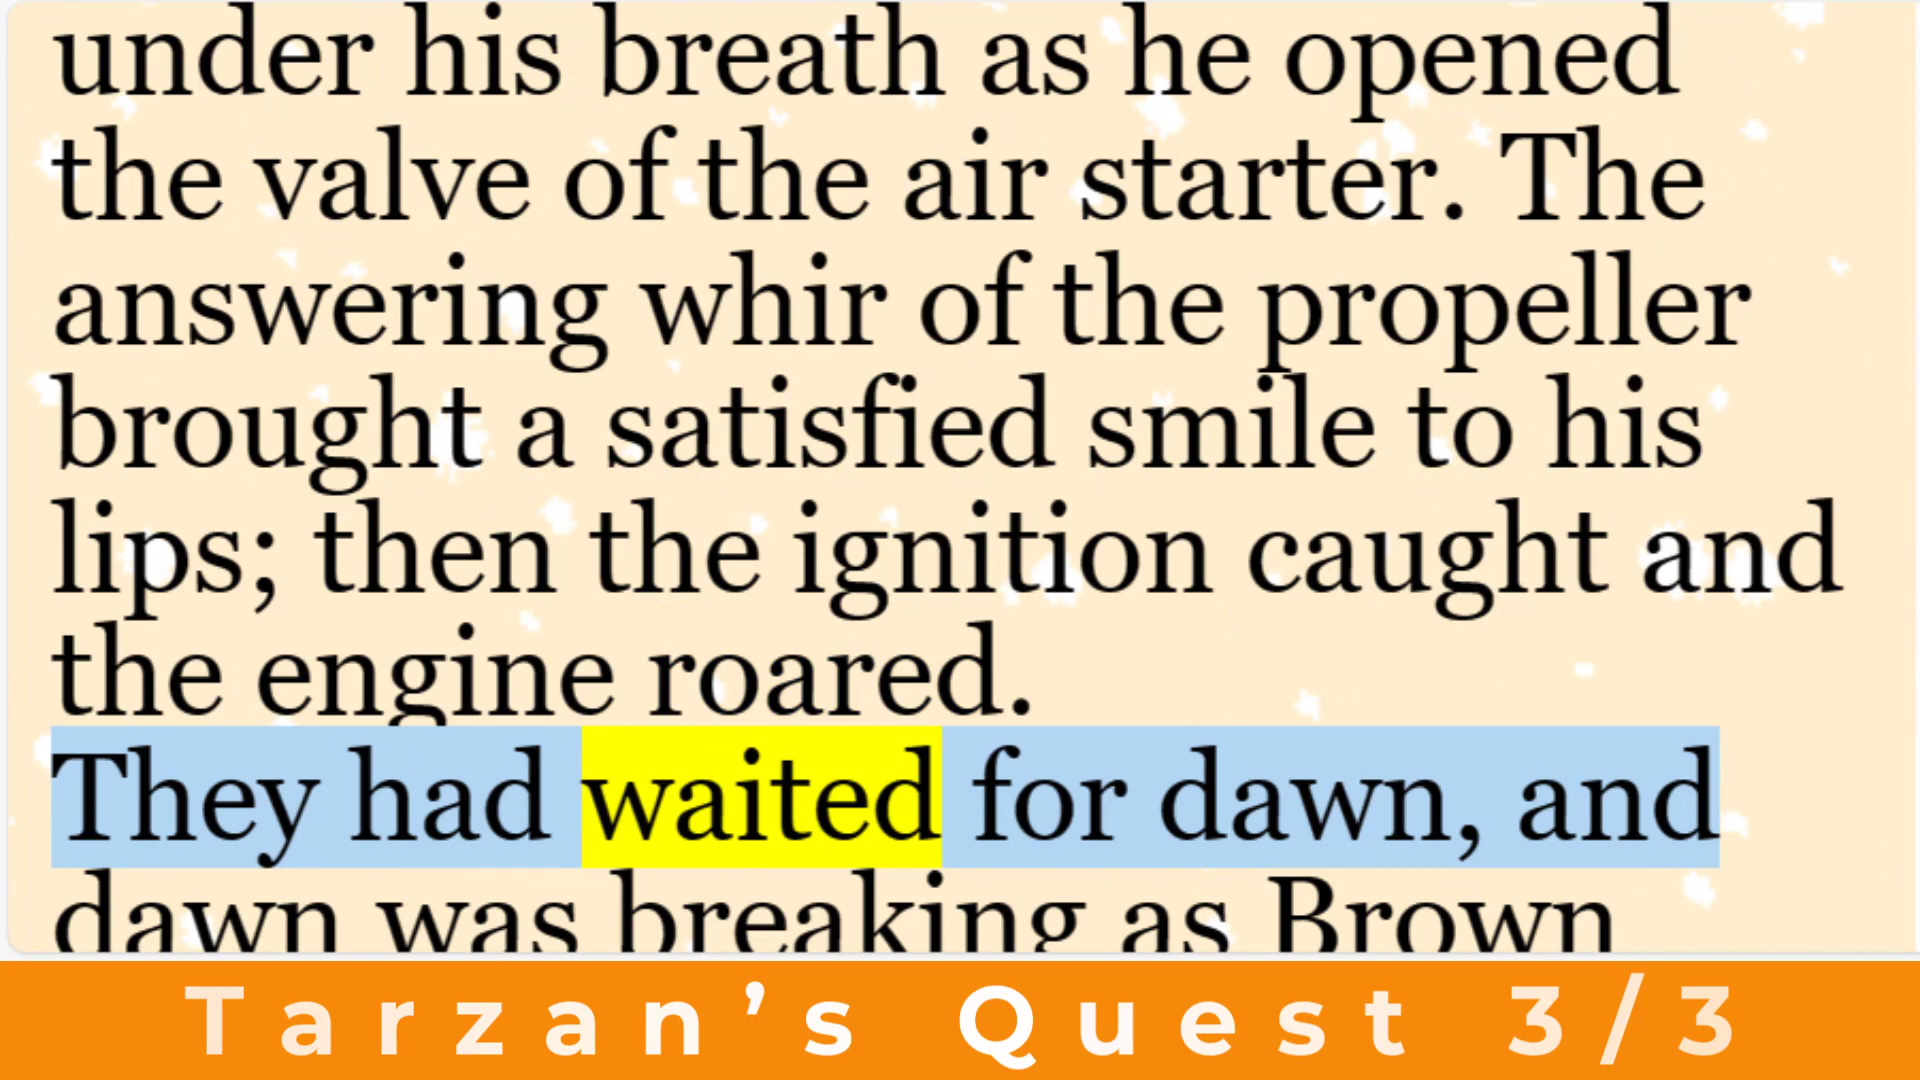 under his breath as he opened
the valve of the air starter. The
answering whir of the propeller
brought a satisfied smile to his
lips; then the ignition caught and
the engine roared.
They had waited for dawn, and
dawn was breaking as Brown
Tarzan’s Quest 3/3